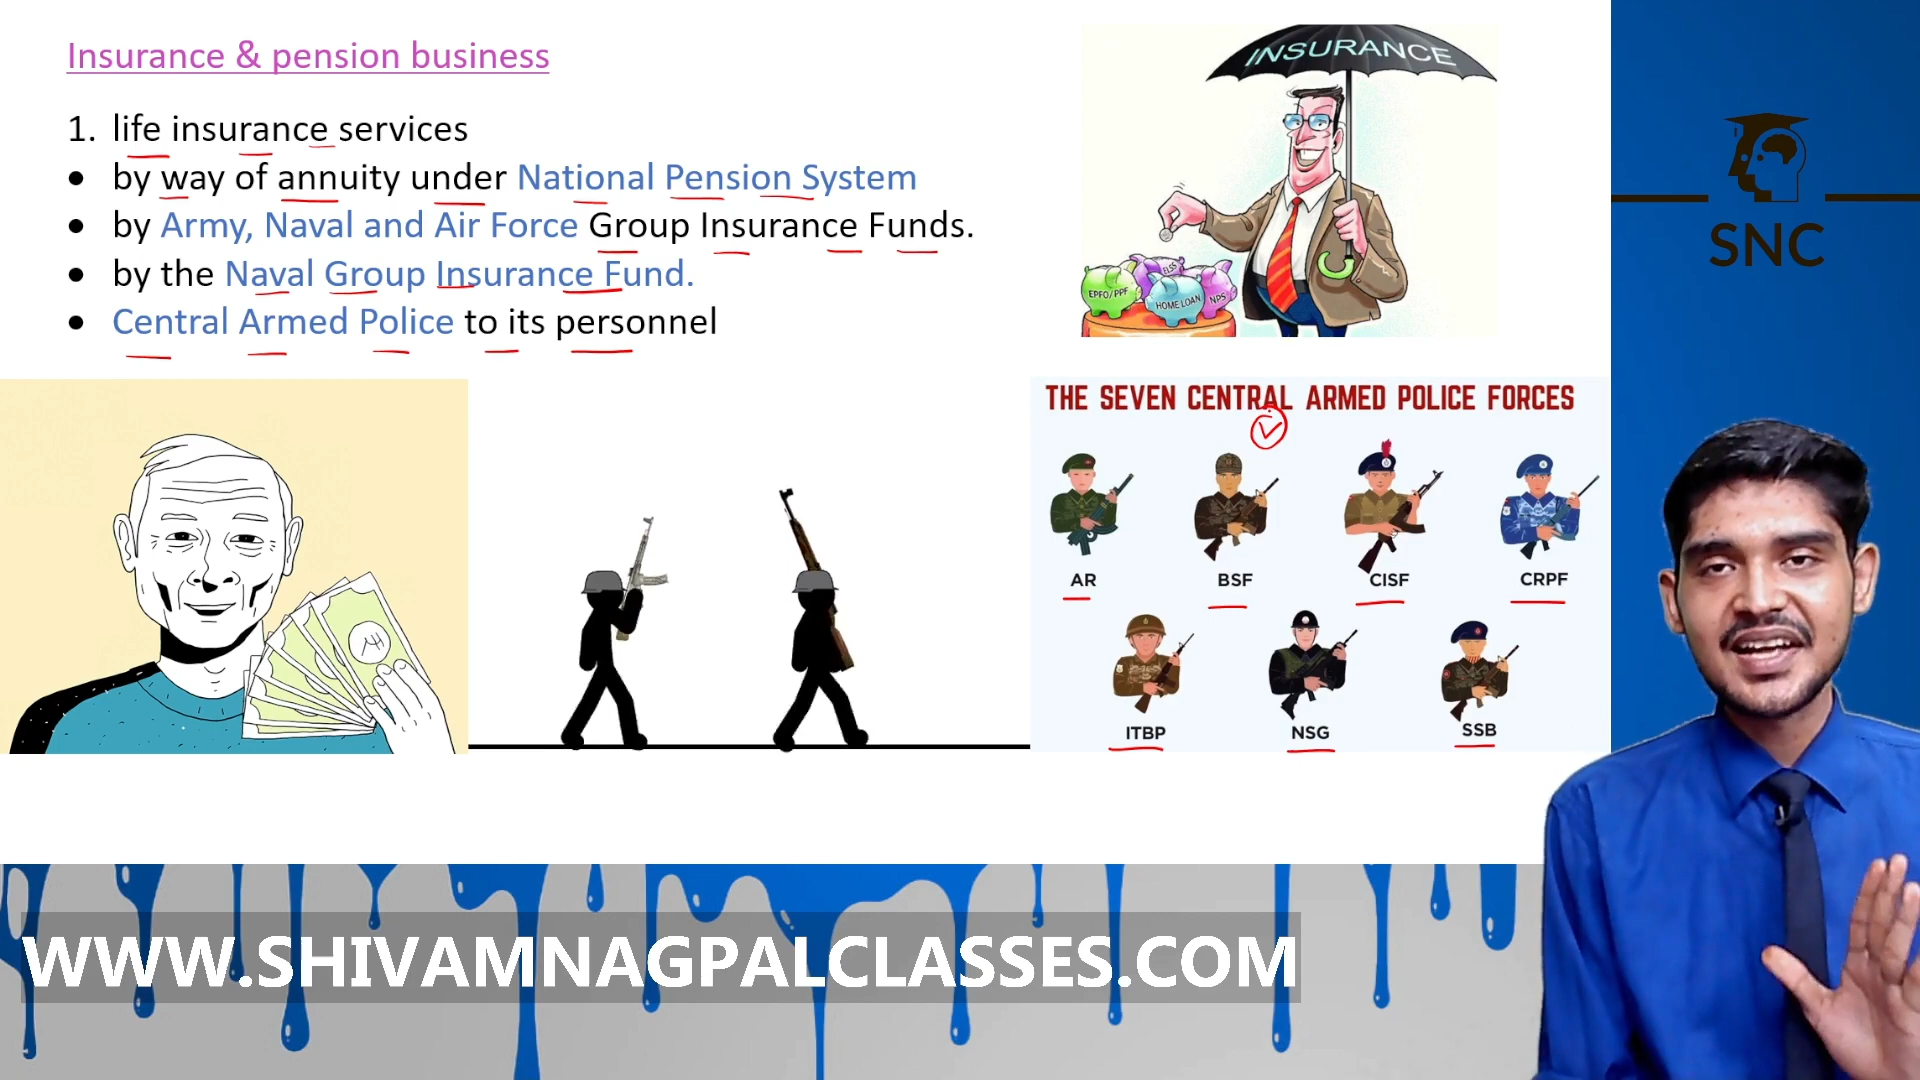 Insurance & pension business
INSURANCE
1. life insurance services
• by way of annuity under National Pension System
• by Army, Naval and Air Force Group Insurance Funds.
• by the Naval Group Insurance Fund.
• Central Armed Police to its personnel
EPFO/PPF
ELSS
HOME LOAN
NPS
SNC
THE SEVEN CENTRAL ARMED POLICE FORCES
AR
BSF
CISF
CRPF
ITBP
NSG
SSB
WWW.SHIVAMNAGPALCLASSES.COM